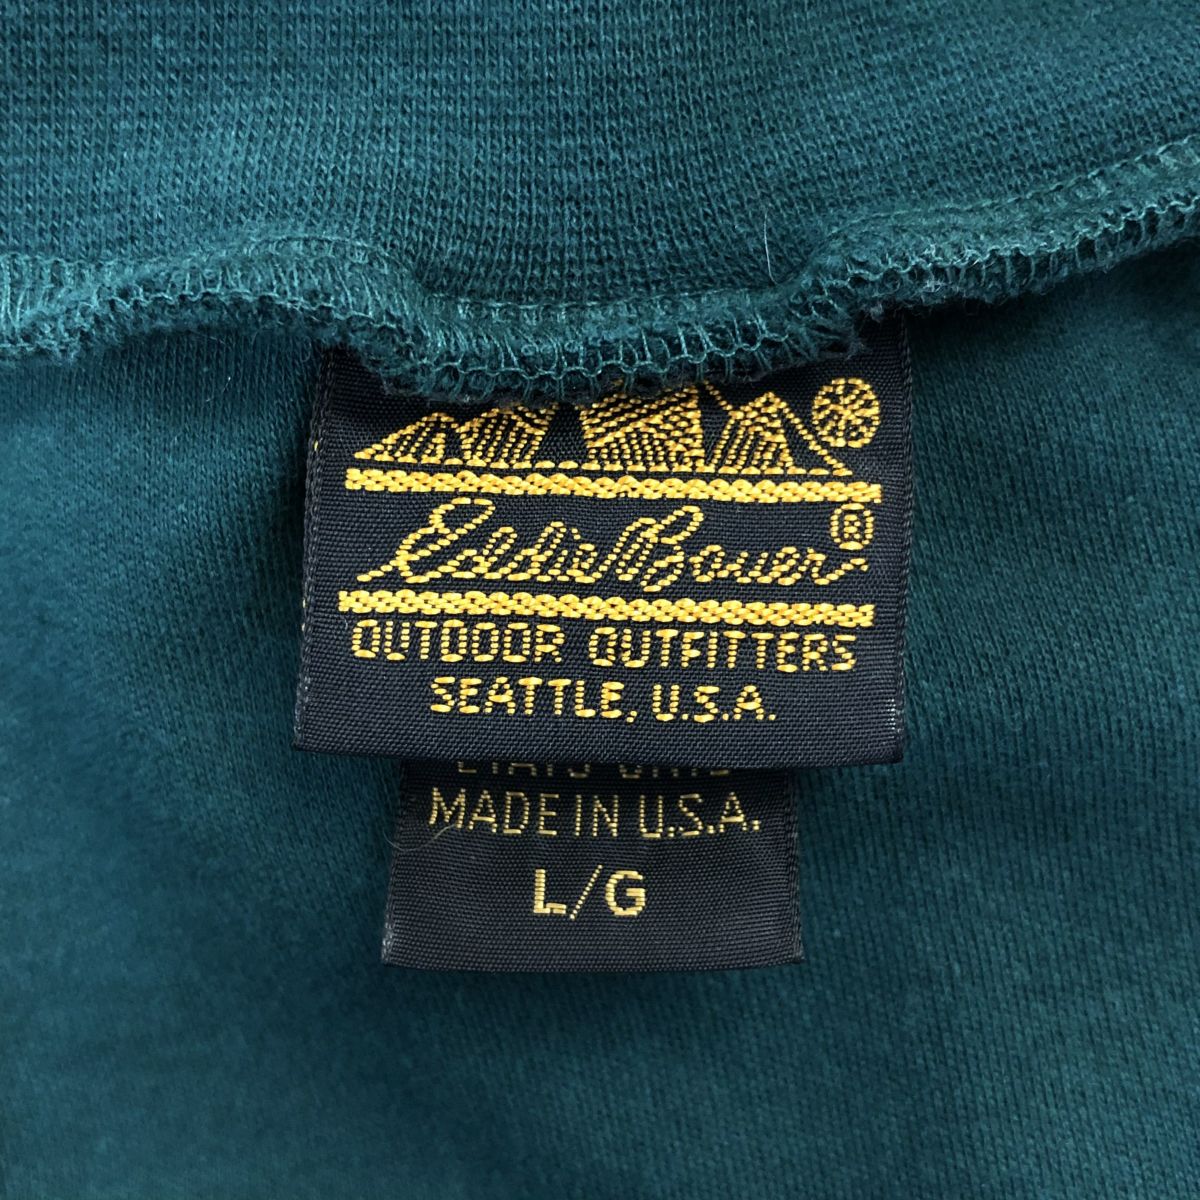 Eddie Bauer®
OUTDOOR OUTFITTERS
SEATTLE, U.S.A.
MADE IN U.S.A.
L/G